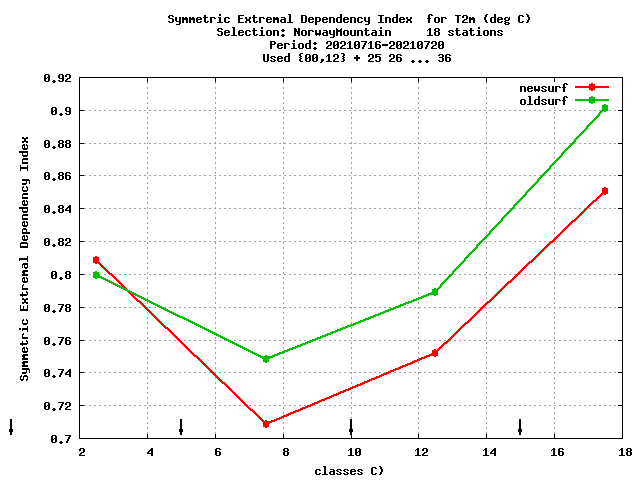 Symmetric Extremal Dependency Index  for T2m (deg C)
Selection: NorwayMountain     18 stations
Period: 20210716-20210720
Used {00,12} + 25 26 ... 36
newsurf
oldsurf
Symmetric Extremal Dependency Index
0.92
0.9
0.88
0.86
0.84
0.82
0.8
0.78
0.76
0.74
0.72
0.7
2 4 6 8 10 12 14 16 18
classes C)